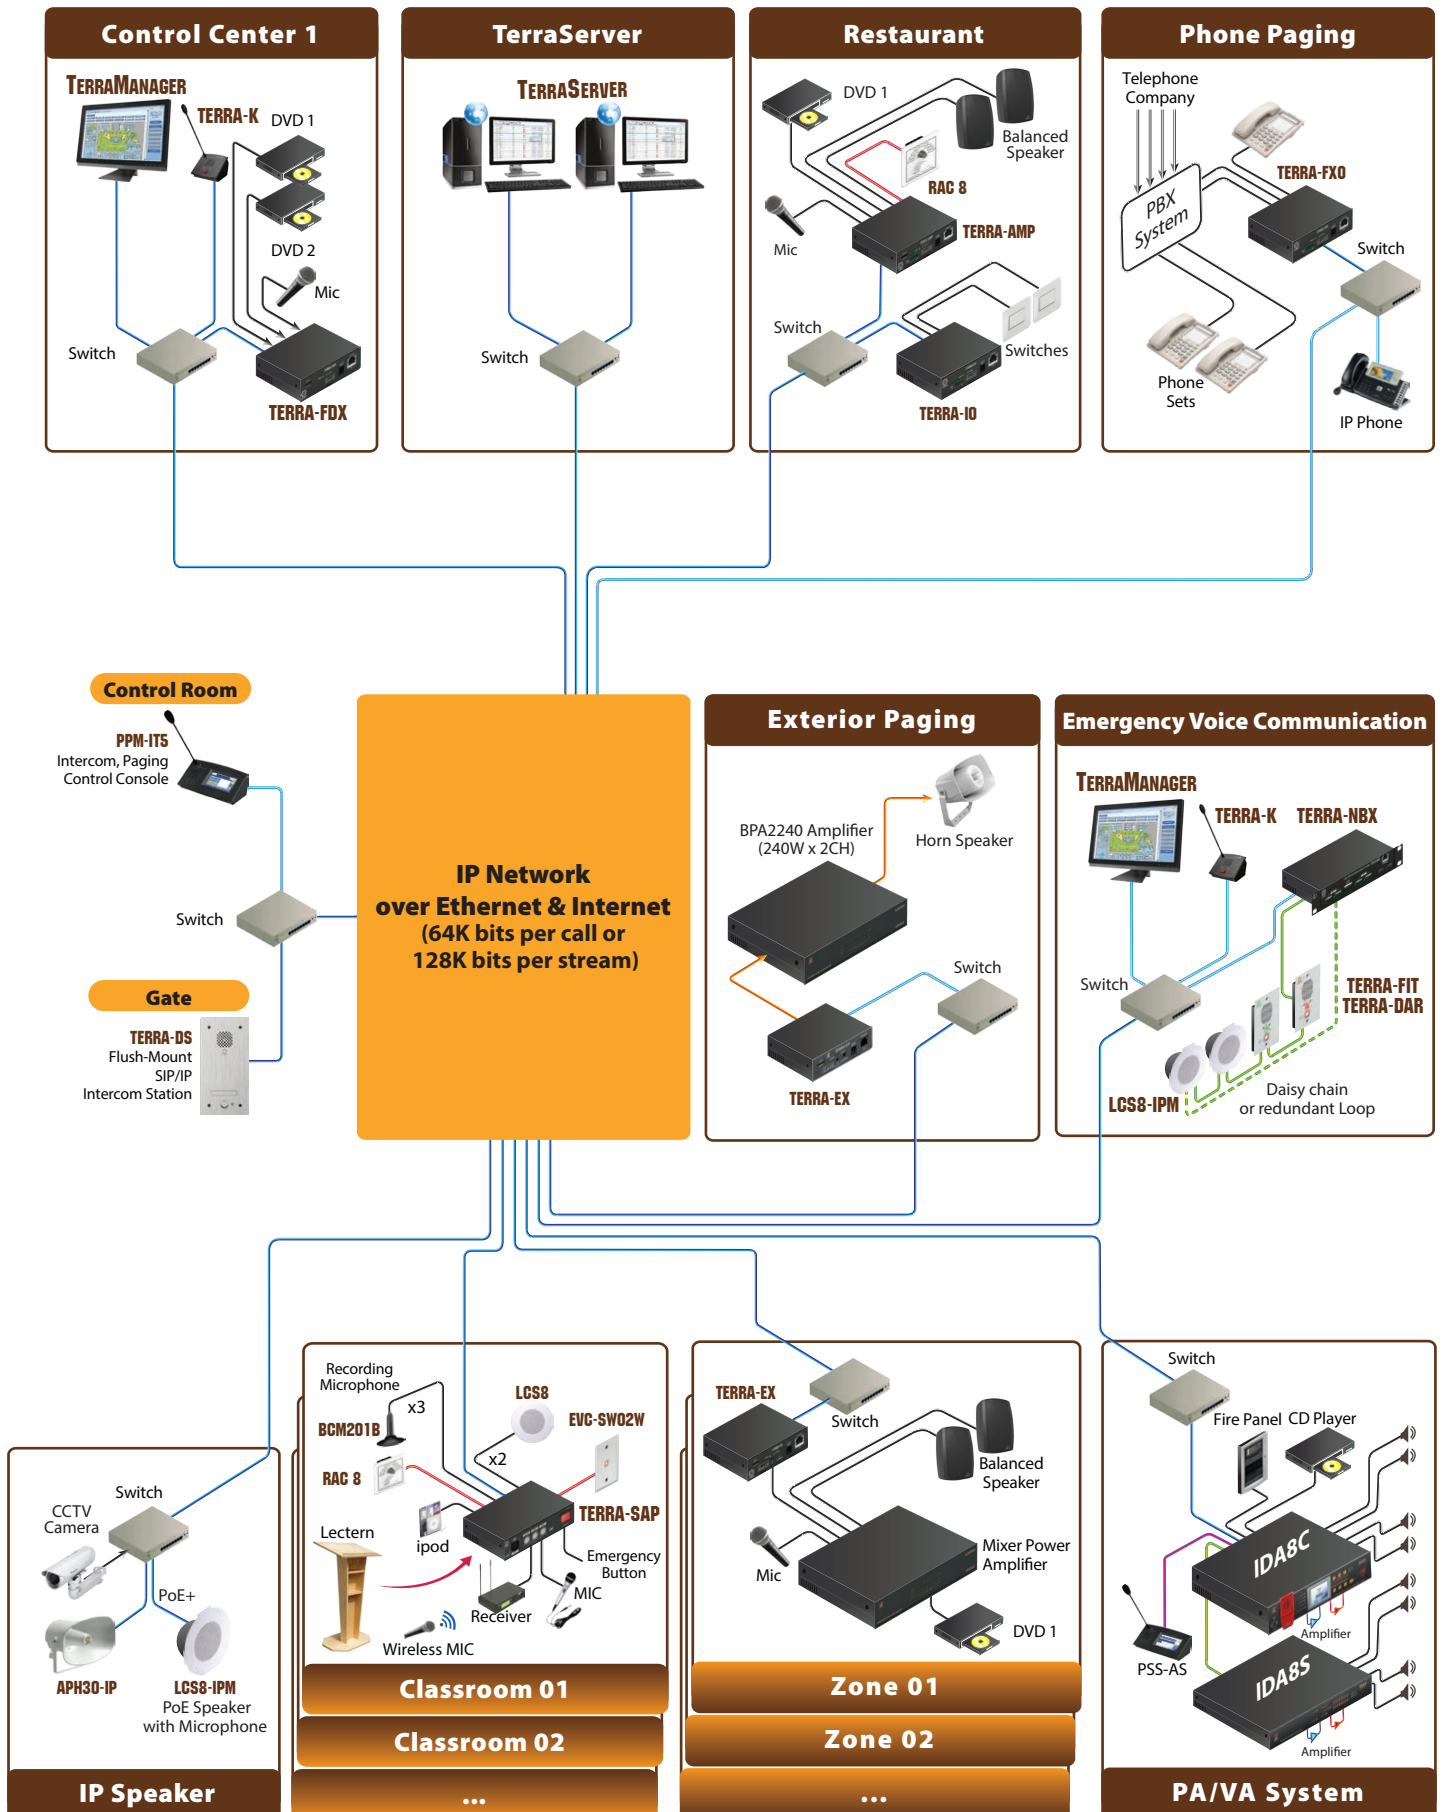 Control Center 1
TERRAMANAGER
TERRA-K
DVD 1
DVD 2
Mic
Switch
TERRA-FDX
TerraServer
TERRASERVER
Switch
Restaurant
DVD 1
Balanced
Speaker
RAC 8
Mic
TERRA-AMP
Switch
Switches
TERRA-IO
Phone Paging
Telephone
Company
TERRA-FXO
PBX
System
Switch
Phone
Sets
IP Phone
Control Room
PPM-IT5
Intercom, Paging
Control Console
Switch
Gate
TERRA-DS
Flush-Mount
SIP/IP
Intercom Station
IP Network
over Ethernet & Internet
(64K bits per call or
128K bits per stream)
Exterior Paging
BPA2240 Amplifier
(240W x 2CH)
Horn Speaker
Switch
TERRA-EX
Emergency Voice Communication
TERRAMANAGER
TERRA-K
TERRA-NBX
Switch
TERRA-FIT
TERRA-DAR
LCS8-IPM
Daisy chain
or redundant Loop
Switch
CCTV
Camera
PoE+
APH30-IP
LCS8-IPM
PoE Speaker
with Microphone
IP Speaker
Recording
Microphone
x3
LCS8
BCM201B
EVC-SW02W
x2
RAC 8
TERRA-SAP
Lectern
ipod
Emergency
Button
MIC
Receiver
Wireless MIC
Classroom 01
Classroom 02
...
TERRA-EX
Switch
Balanced
Speaker
Mic
Mixer Power
Amplifier
DVD 1
Zone 01
Zone 02
...
Switch
Fire Panel
CD Player
IDA8C
Amplifier
PSS-AS
IDA8S
Amplifier
PA/VA System